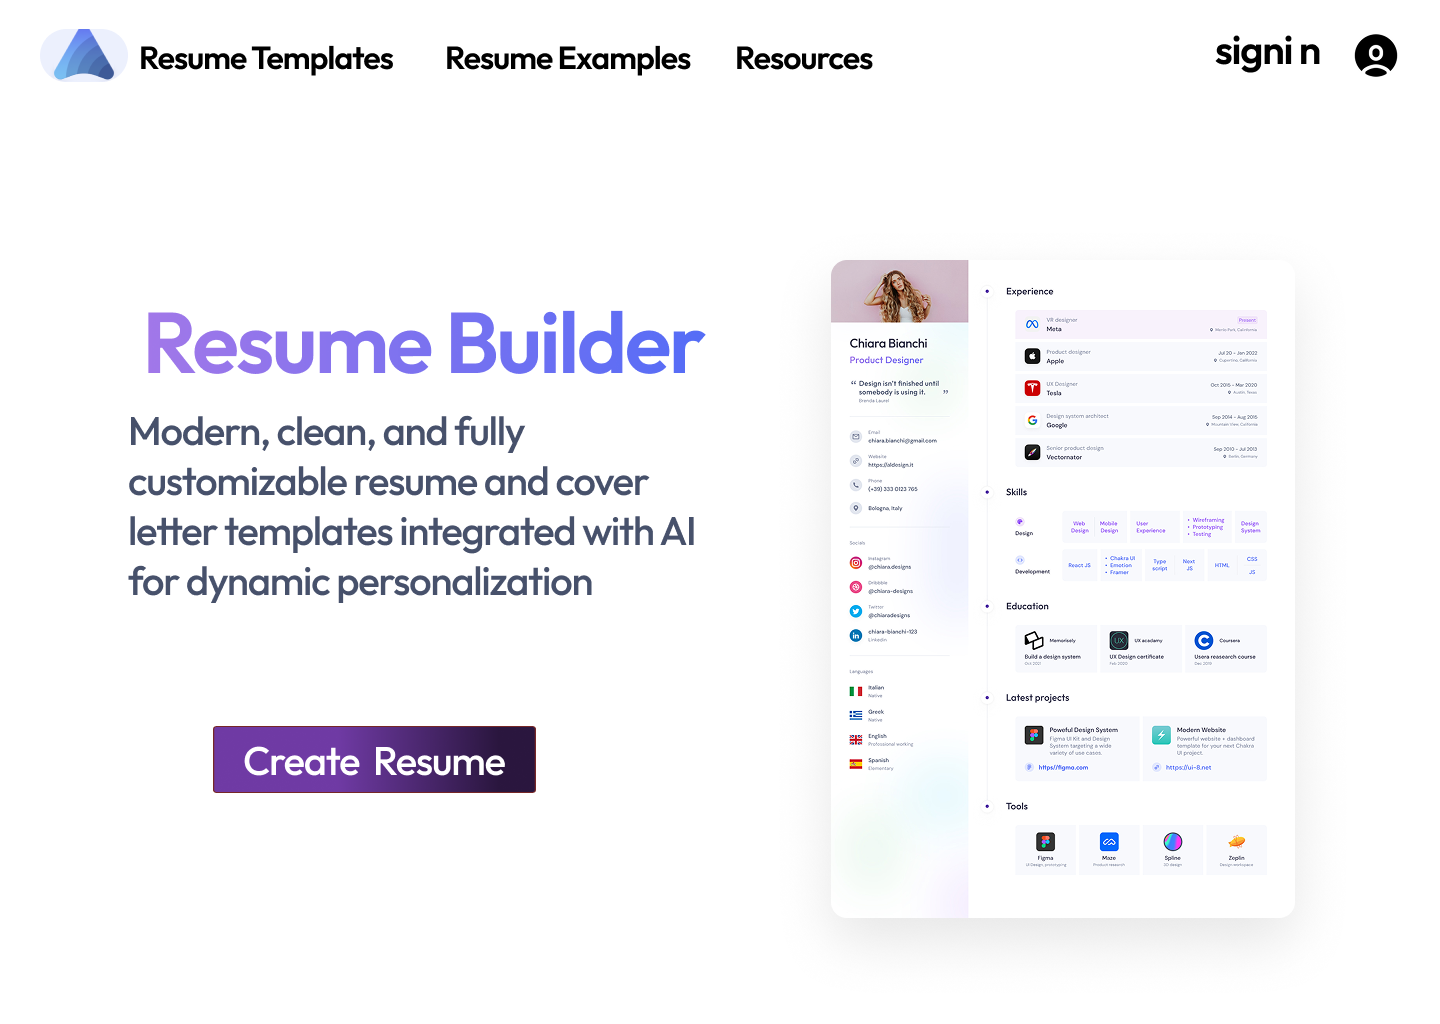 Resume Templates
Resume Examples
Resources
signi n
Resume Builder
Modern, clean, and fully
customizable resume and cover
letter templates integrated with AI
for dynamic personalization
Create Resume
Chiara Bianchi
Product Designer
“ Design isn't finished until
somebody is using it. ”
Brenda Laurel
Email
chiara.bianchi@gmail.com
Website
https://aldesign.it
Phone
(+39) 333 0123 765
Bologna, Italy
Socials
Instagram
@chiara.designs
Dribbble
@chiara-designs
Twitter
@chiaradesigns
chiara-bianchi-123
Linkedin
Languages
Italian
Native
Greek
Native
English
Professional working
Spanish
Elementary
Experience
VR designer
Present
Meta
Menlo Park, California
Product designer
Jul 20 - Jan 2022
Apple
Cupertino, California
UX Designer
Oct 2016 - Mar 2020
Tesla
Austin, Texas
Design system architect
Sep 2014 - Aug 2016
Google
Mountain View, California
Senior product design
Sep 2010 - Jul 2013
Vectornator
Berlin, Germany
Skills
Design
Web
Design
Mobile
Design
User
Experience
• Wireframing
• Prototyping
• Testing
Design
System
Development
React JS
• Chakra UI
• Emotion
• Framer
Type
script
Next
JS
HTML
CSS
JS
Education
Memorisely
Build a design system
Oct 2021
UX
UX acadamy
UX Design certificate
Feb 2020
Coursera
Usera reasearch course
Dec 2019
Latest projects
Poweful Design System
Figma UI Kit and Design
System targeting a wide
variety of use cases.
https//figma.com
Modern Website
Powerful website + dashboard
template for your next Chakra
UI project.
https://ui-8.net
Tools
Figma
UI Design, prototyping
Maze
Product research
Spline
3D design
Zeplin
Design workspace